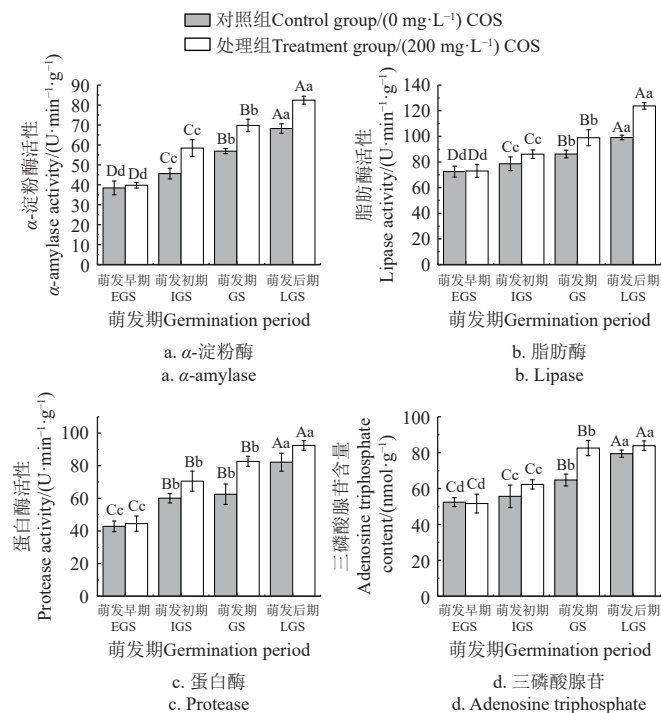 对照组Control group/(0 mg·L⁻¹) COS
处理组Treatment group/(200 mg·L⁻¹) COS
α-淀粉酶活性
α-amylase activity/(U·min⁻¹·g⁻¹)
90
80
70
60
50
40
30
20
10
0
Dd Dd
Cc Cc
Bb Bb
Aa Aa
萌发早期 萌发初期 萌发期 萌发后期
EGS IGS GS LGS
萌发期Germination period
a. α-淀粉酶
a. α-amylase
脂肪酶活性
Lipase activity/(U·min⁻¹·g⁻¹)
140
120
100
80
60
40
20
0
Dd Dd
Cc Cc
Bb Bb
Aa Aa
萌发早期 萌发初期 萌发期 萌发后期
EGS IGS GS LGS
萌发期Germination period
b. 脂肪酶
b. Lipase
蛋白酶活性
Protease activity/(U·min⁻¹·g⁻¹)
100
80
60
40
20
0
Cc Cc
Bb Bb
Bb Bb
Aa Aa
萌发早期 萌发初期 萌发期 萌发后期
EGS IGS GS LGS
萌发期Germination period
c. 蛋白酶
c. Protease
三磷酸腺苷含量
Adenosine triphosphate
content/(nmol·g⁻¹)
100
80
60
40
20
0
Cd Cd
Cc Cc
Bb Bb
Aa Aa
萌发早期 萌发初期 萌发期 萌发后期
EGS IGS GS LGS
萌发期Germination period
d. 三磷酸腺苷
d. Adenosine triphosphate